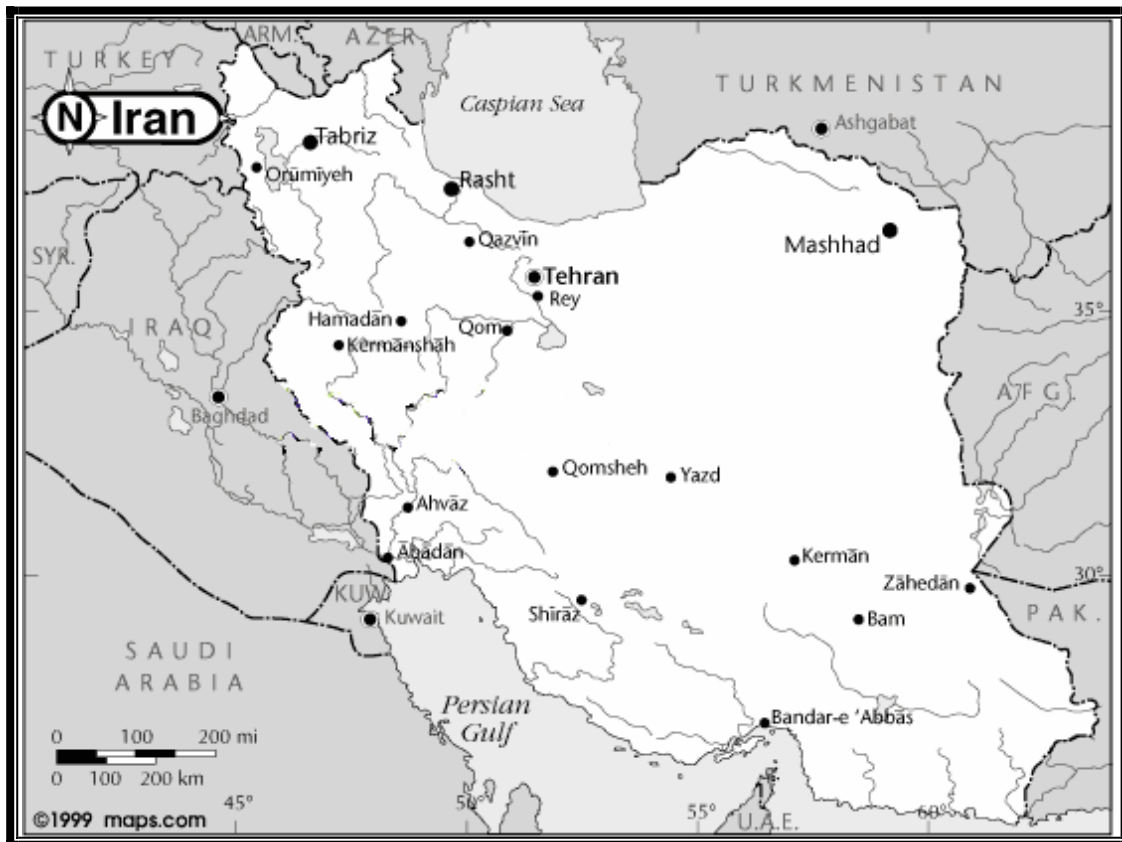 ARM.
AZER
TURKEY
TURKMENISTAN
Caspian Sea
N Iran
Ashgabat
Tabriz
Orūmīyeh
Rasht
Qazvīn
Mashhad
SYR.
Tehran
Rey
35°
IRAQ
Hamadān
Qom
Kermānshāh
AFG.
Baghdad
Qomsheh
Yazd
Ahvāz
Ābādān
Kermān
30°
Zāhedān
KUW.
Kuwait
Shīrāz
Bam
PAK.
SAUDI
ARABIA
Persian
Gulf
Bandar-e 'Abbās
0 100 200 mi
0 100 200 km
45°
50°
55°
60°
U.A.E.
©1999 maps.com